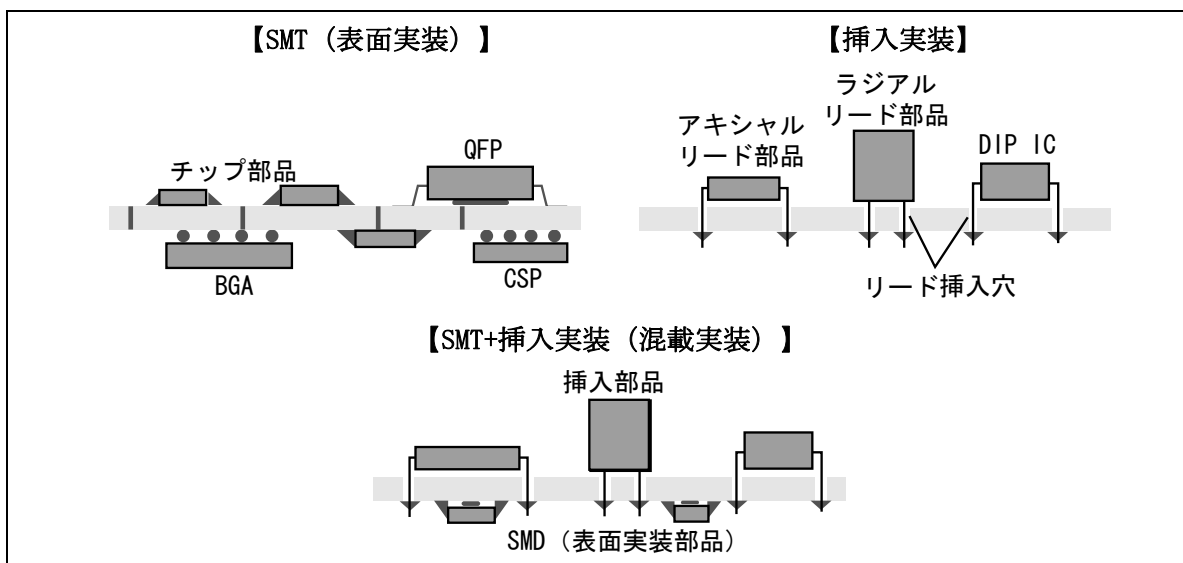 【SMT（表面実装）】
チップ部品
QFP
BGA
CSP
【挿入実装】
アキシャル
リード部品
ラジアル
リード部品
DIP IC
リード挿入穴
【SMT+挿入実装（混載実装）】
挿入部品
SMD（表面実装部品）